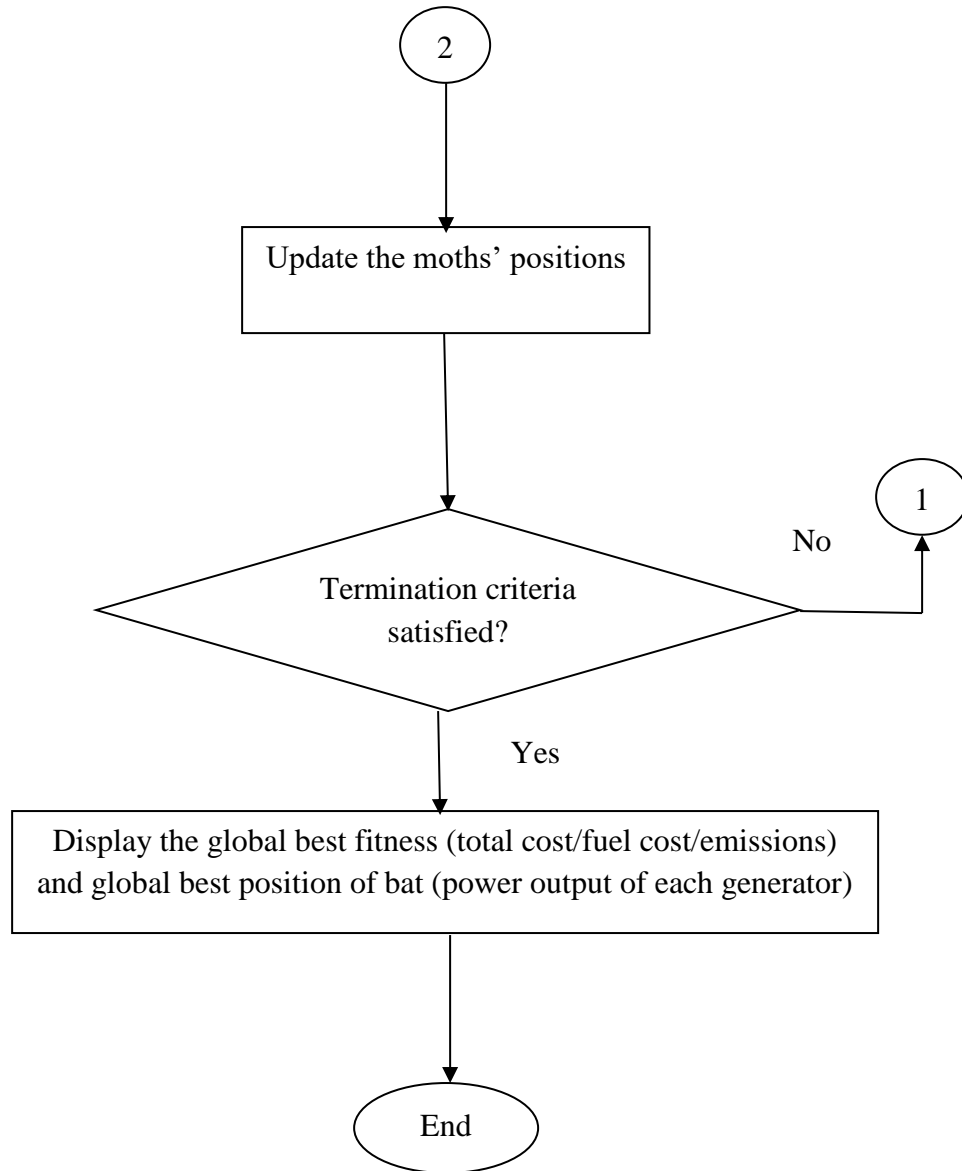 2
Update the moths’ positions
1
No
Termination criteria
satisfied?
Yes
Display the global best fitness (total cost/fuel cost/emissions)
and global best position of bat (power output of each generator)
End